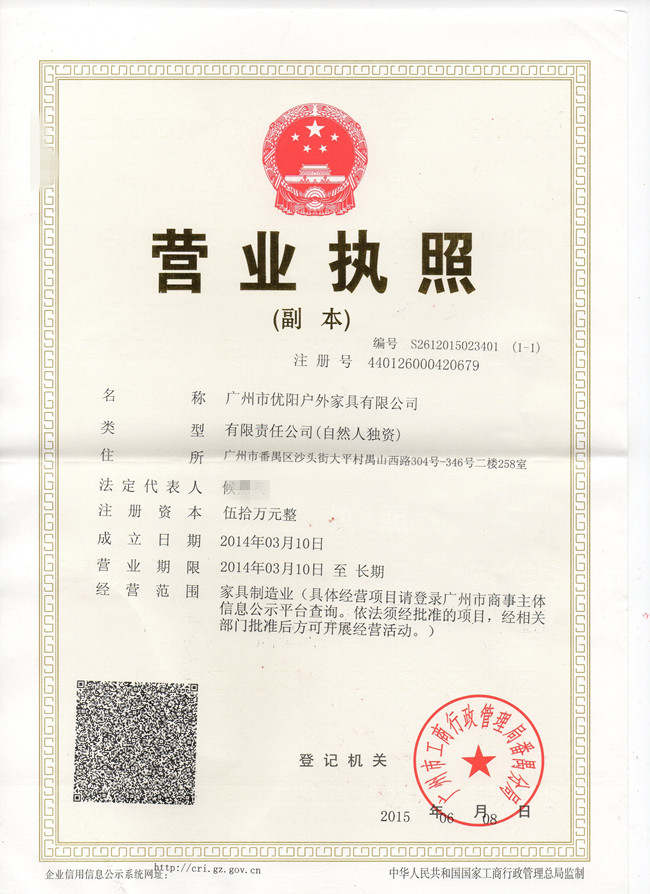 营业执照
(副 本)
编号 S2612015023401 (1-1)
注 册 号 440126000420679
名 称 广州市优阳户外家具有限公司
类 型 有限责任公司(自然人独资)
住 所 广州市番禺区沙头街大平村禺山西路304号-346号二楼258室
法定代表人 候
注 册 资 本 伍拾万元整
成 立 日 期 2014年03月10日
营 业 期 限 2014年03月10日 至 长期
经 营 范 围 家具制造业（具体经营项目请登录广州市商事主体
信息公示平台查询。依法须经批准的项目，经相关
部门批准后方可开展经营活动。）
广州市工商行政管理局番禺分局
登 记 机 关
2015 年 06 月 08 日
企业信用信息公示系统网址：http://cri.gz.gov.cn
中华人民共和国国家工商行政管理总局监制